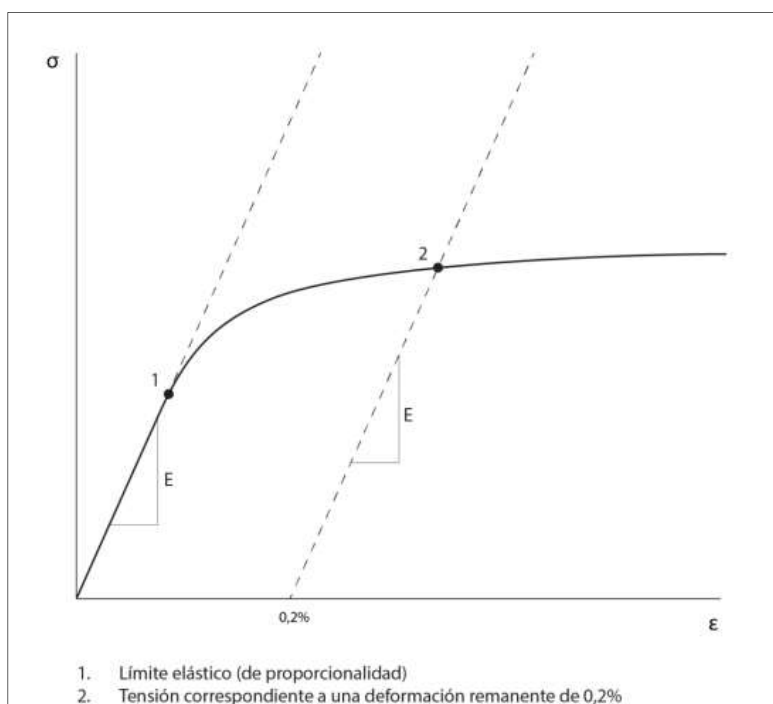 σ
2
1
E
E
0,2%
ε
1. Límite elástico (de proporcionalidad)
2. Tensión correspondiente a una deformación remanente de 0,2%